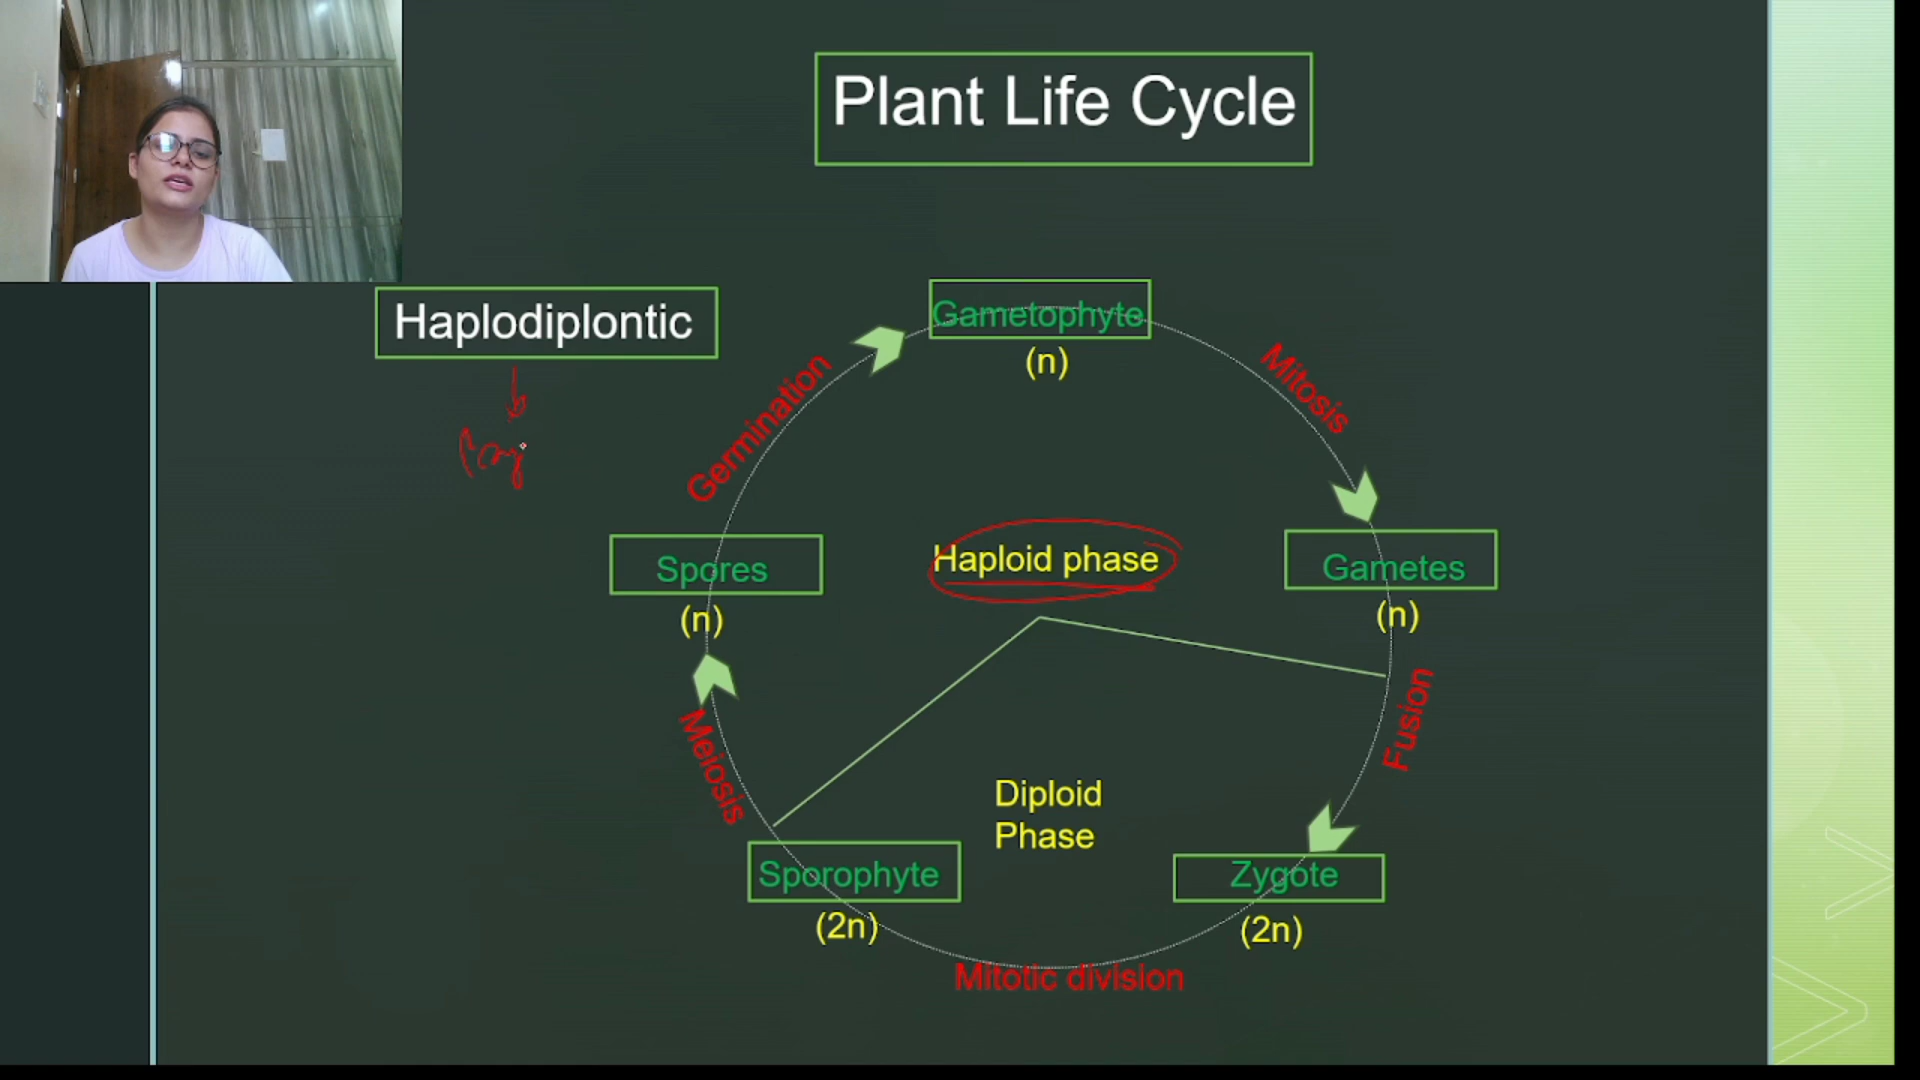 Plant Life Cycle
Haplodiplontic
Gametophyte
(n)
Germination
Mitosis
Spores
(n)
Haploid phase
Gametes
(n)
Meiosis
Fusion
Diploid
Phase
Sporophyte
(2n)
Zygote
(2n)
Mitotic division